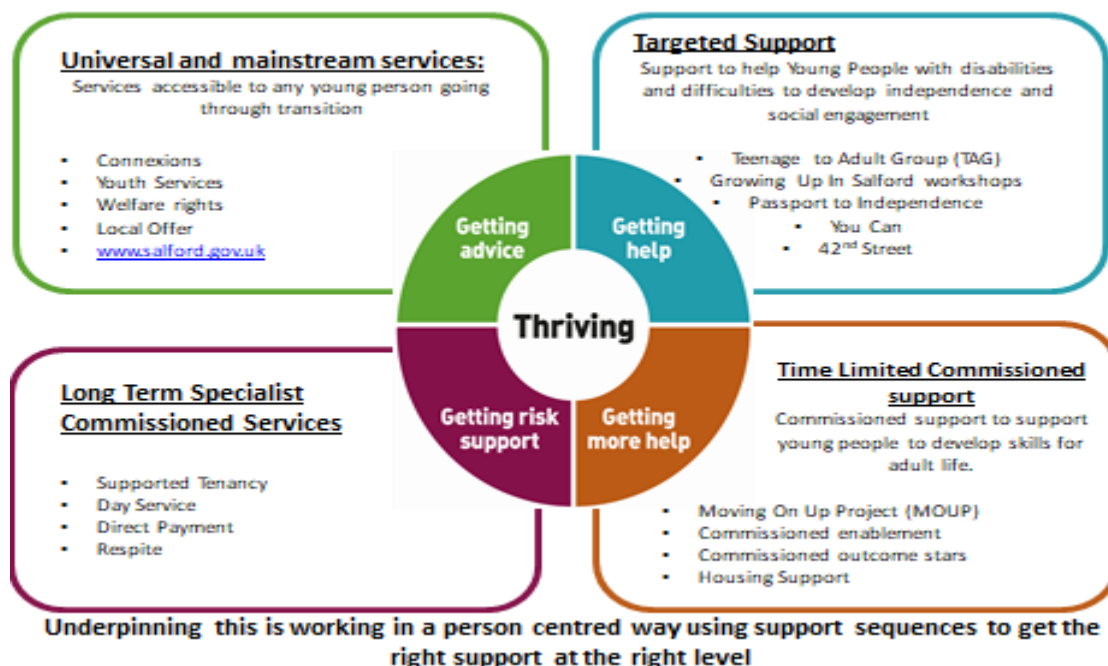 Universal and mainstream services:
Services accessible to any young person going
through transition
• Connexions
• Youth Services
• Welfare rights
• Local Offer
• www.salford.gov.uk
Targeted Support
Support to help Young People with disabilities
and difficulties to develop independence and
social engagement
• Teenage to Adult Group (TAG)
• Growing Up In Salford workshops
• Passport to Independence
• You Can
• 42nd Street
Getting
advice
Getting
help
Thriving
Getting risk
support
Getting
more help
Long Term Specialist
Commissioned Services
• Supported Tenancy
• Day Service
• Direct Payment
• Respite
Time Limited Commissioned
support
Commissioned support to support
young people to develop skills for
adult life.
• Moving On Up Project (MOUP)
• Commissioned enablement
• Commissioned outcome stars
• Housing Support
Underpinning this is working in a person centred way using support sequences to get the
right support at the right level